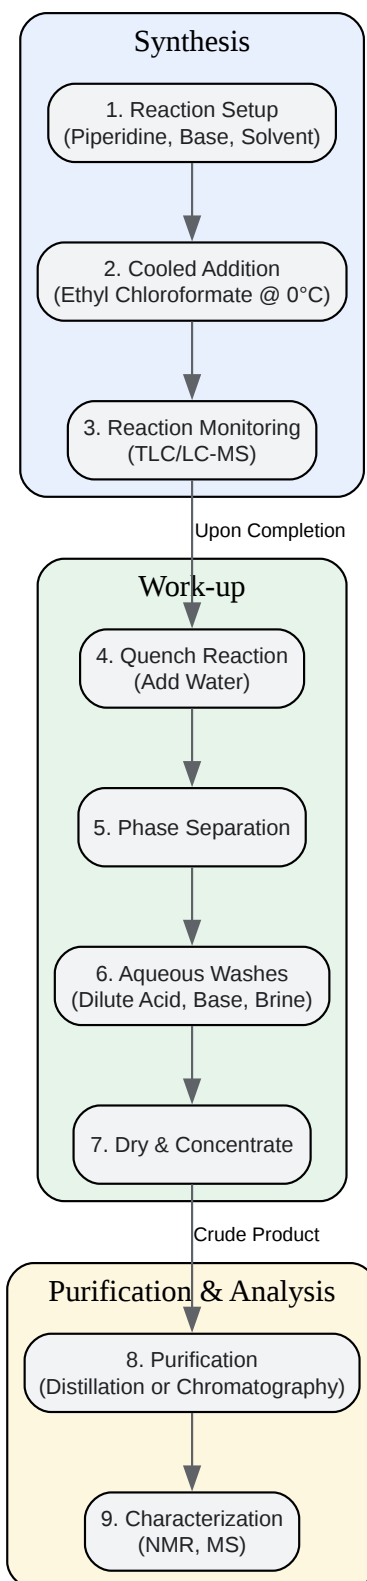 Synthesis
1. Reaction Setup
(Piperidine, Base, Solvent)
2. Cooled Addition
(Ethyl Chloroformate @ 0°C)
3. Reaction Monitoring
(TLC/LC-MS)
Upon Completion
Work-up
4. Quench Reaction
(Add Water)
5. Phase Separation
6. Aqueous Washes
(Dilute Acid, Base, Brine)
7. Dry & Concentrate
Crude Product
Purification & Analysis
8. Purification
(Distillation or Chromatography)
9. Characterization
(NMR, MS)